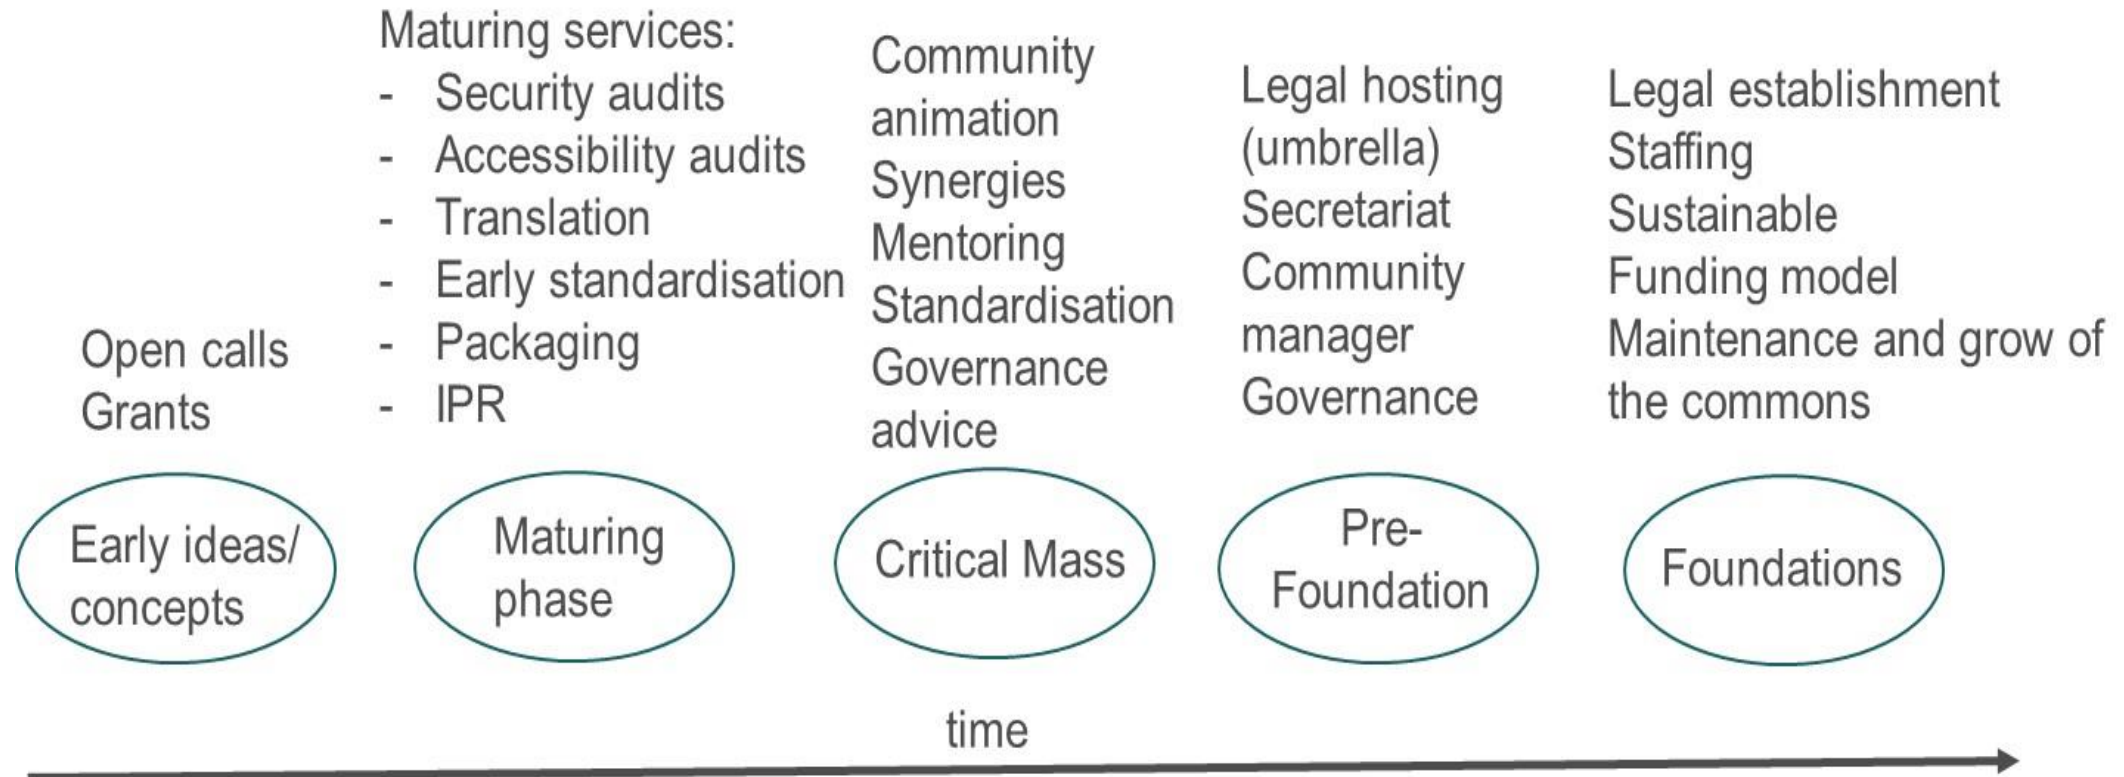 Open calls
Grants
Early ideas/
concepts
Maturing services:
- Security audits
- Accessibility audits
- Translation
- Early standardisation
- Packaging
- IPR
Maturing
phase
Community
animation
Synergies
Mentoring
Standardisation
Governance
advice
Critical Mass
Legal hosting
(umbrella)
Secretariat
Community
manager
Governance
Pre-
Foundation
Legal establishment
Staffing
Sustainable
Funding model
Maintenance and grow of
the commons
Foundations
time